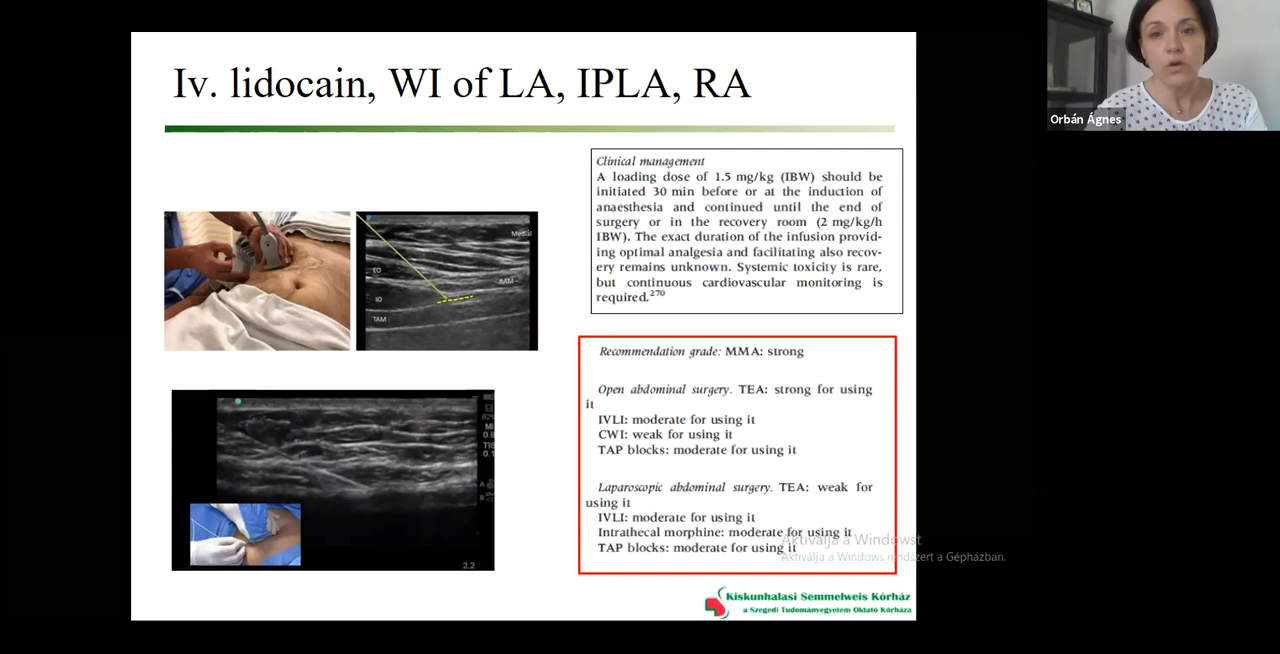 Iv. lidocain, WI of LA, IPLA, RA
Orbán Ágnes
Clinical management
A loading dose of 1.5 mg/kg (IBW) should be
initiated 30 min before or at the induction of
anaesthesia and continued until the end of
surgery or in the recovery room (2 mg/kg/h
IBW). The exact duration of the infusion provid-
ing optimal analgesia and facilitating also recov-
ery remains unknown. Systemic toxicity is rare,
but continuous cardiovascular monitoring is
required.270
Medial
EO
RAM
IO
TAM
Recommendation grade: MMA: strong
Open abdominal surgery. TEA: strong for using
it
IVLI: moderate for using it
CWI: weak for using it
TAP blocks: moderate for using it
Laparoscopic abdominal surgery. TEA: weak for
using it
IVLI: moderate for using it
Intrathecal morphine: moderate for using it
TAP blocks: moderate for using it
MI
2.2
Aktiválja a Windowst
Aktiválja a Windows rendszert a Gépházban.
Kiskunhalasi Semmelweis Kórház
a Szegedi Tudományegyetem Oktató Kórháza